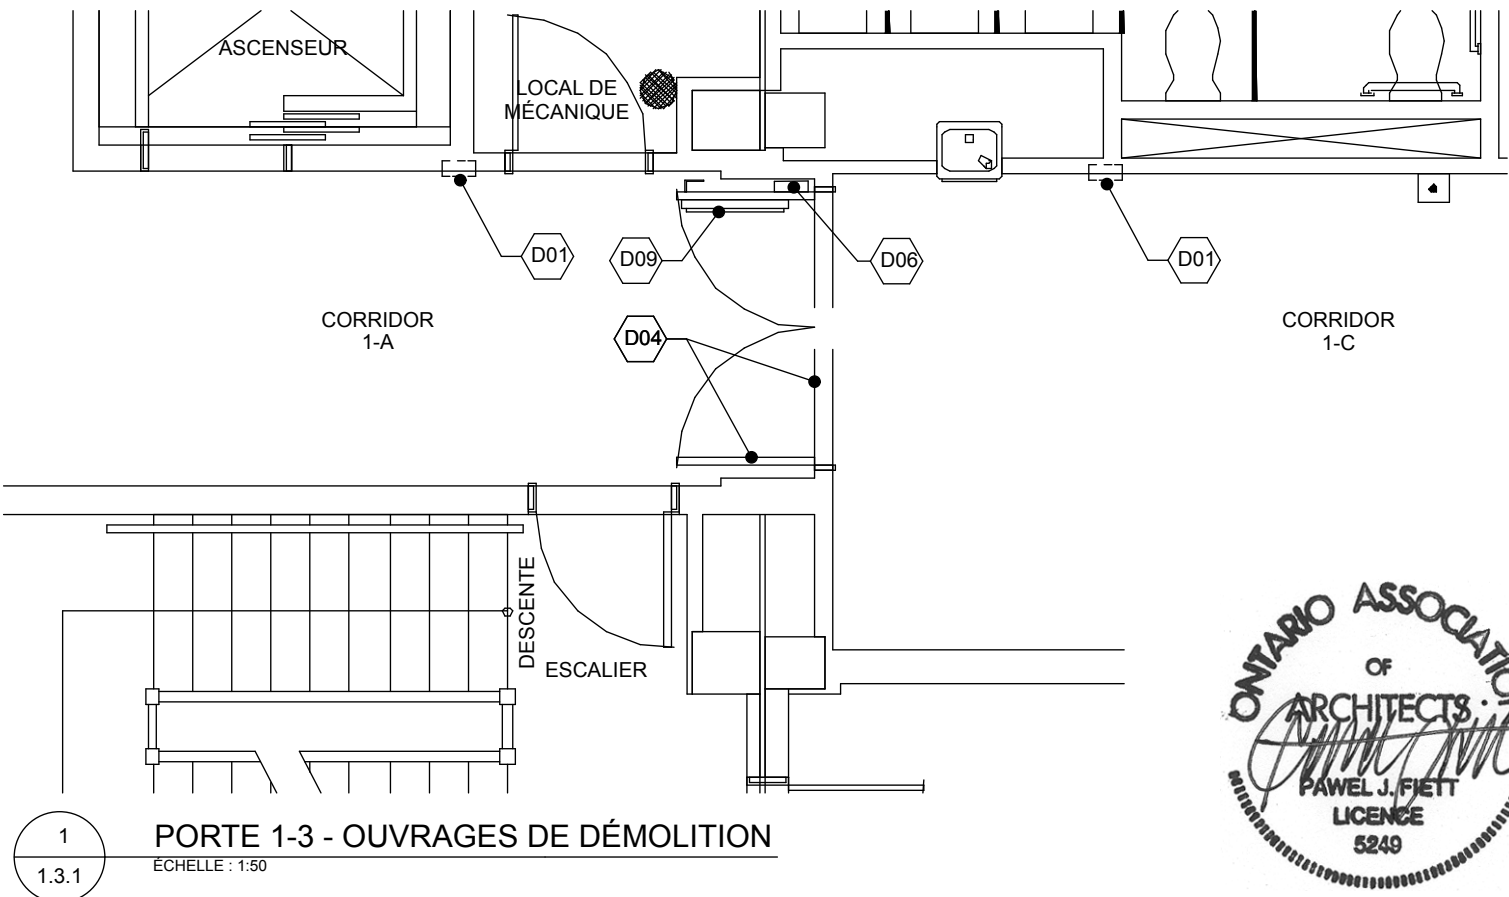 ASCENSEUR
LOCAL DE
MÉCANIQUE
D01
D09
D06
D01
CORRIDOR
1-A
D04
CORRIDOR
1-C
DESCENTE
ESCALIER
ONTARIO ASSOCIATIO
OF
ARCHITECTS
PAWEL J. FIETT
LICENCE
5249
1
1.3.1
PORTE 1-3 - OUVRAGES DE DÉMOLITION
ÉCHELLE : 1:50